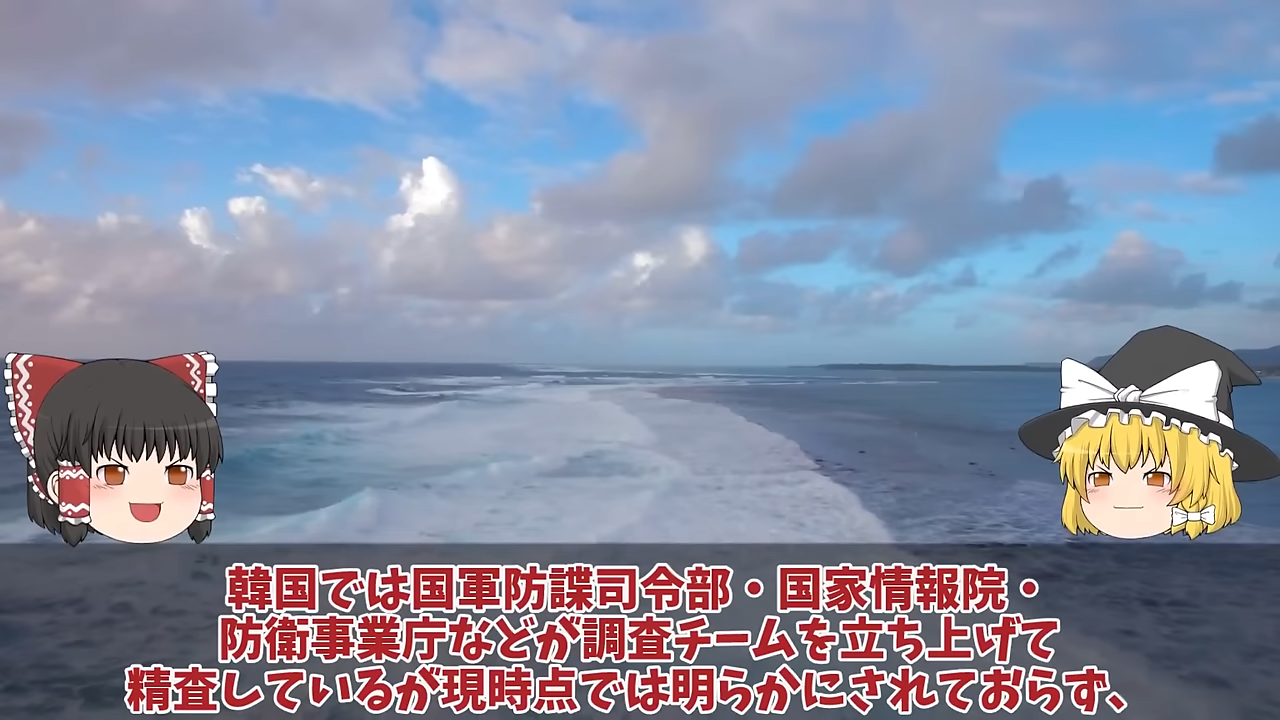 韓国では国軍防諜司令部・国家情報院・
防衛事業庁などが調査チームを立ち上げて
精査しているが現時点では明らかにされておらず、